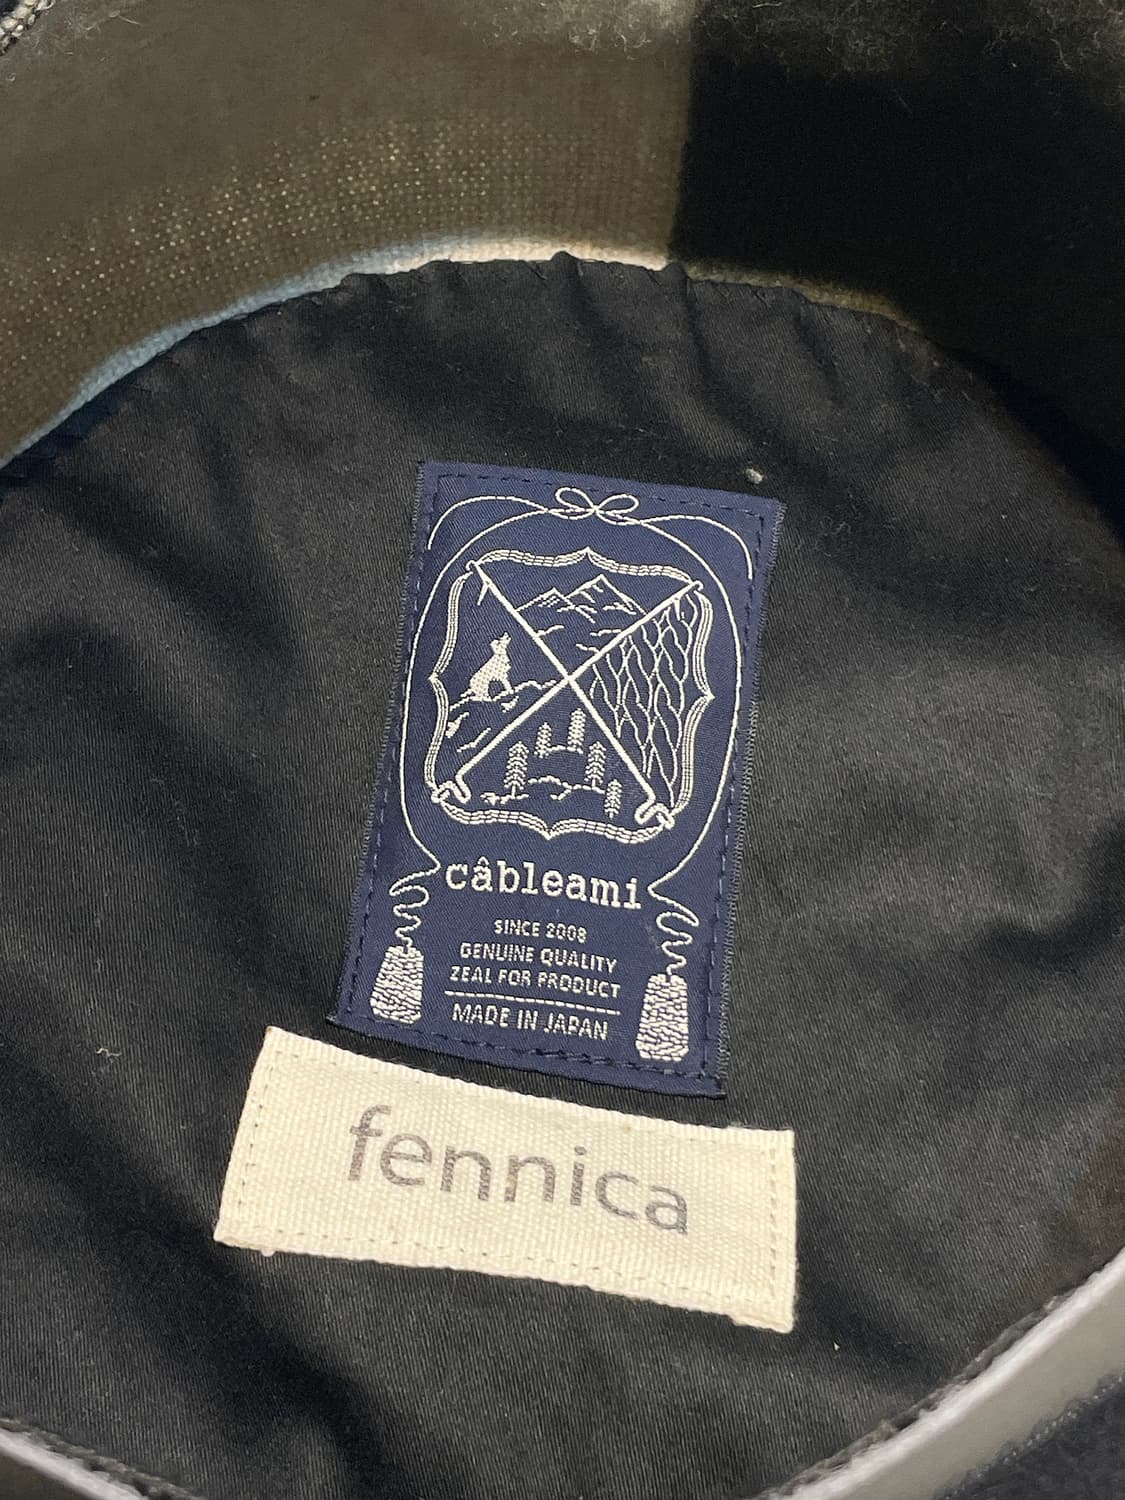 câbleami
SINCE 2008
GENUINE QUALITY
ZEAL FOR PRODUCT
MADE IN JAPAN
fennica